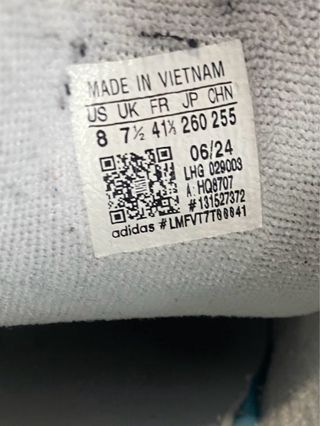 MADE IN VIETNAM
US UK FR JP CHN
8 7½ 41⅓ 260 255
06/24
LHG 029003
A: HQ8707
#131527372
adidas #LMFVT7T00041